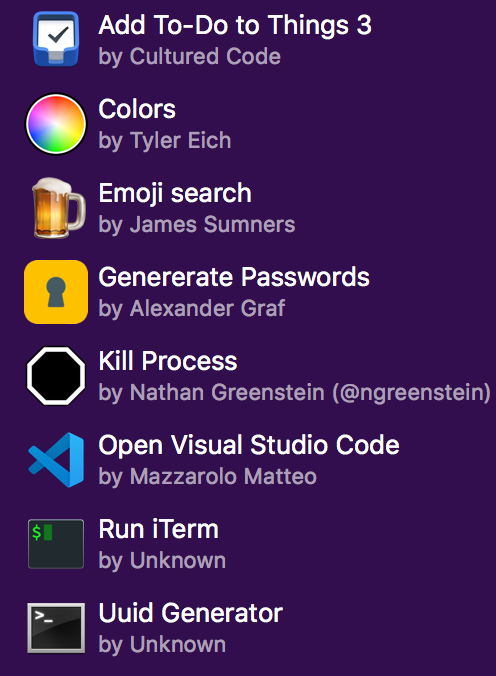 Add To-Do to Things 3
by Cultured Code
Colors
by Tyler Eich
Emoji search
by James Sumners
Genererate Passwords
by Alexander Graf
Kill Process
by Nathan Greenstein (@ngreenstein)
Open Visual Studio Code
by Mazzarolo Matteo
$
Run iTerm
by Unknown
>_
Uuid Generator
by Unknown